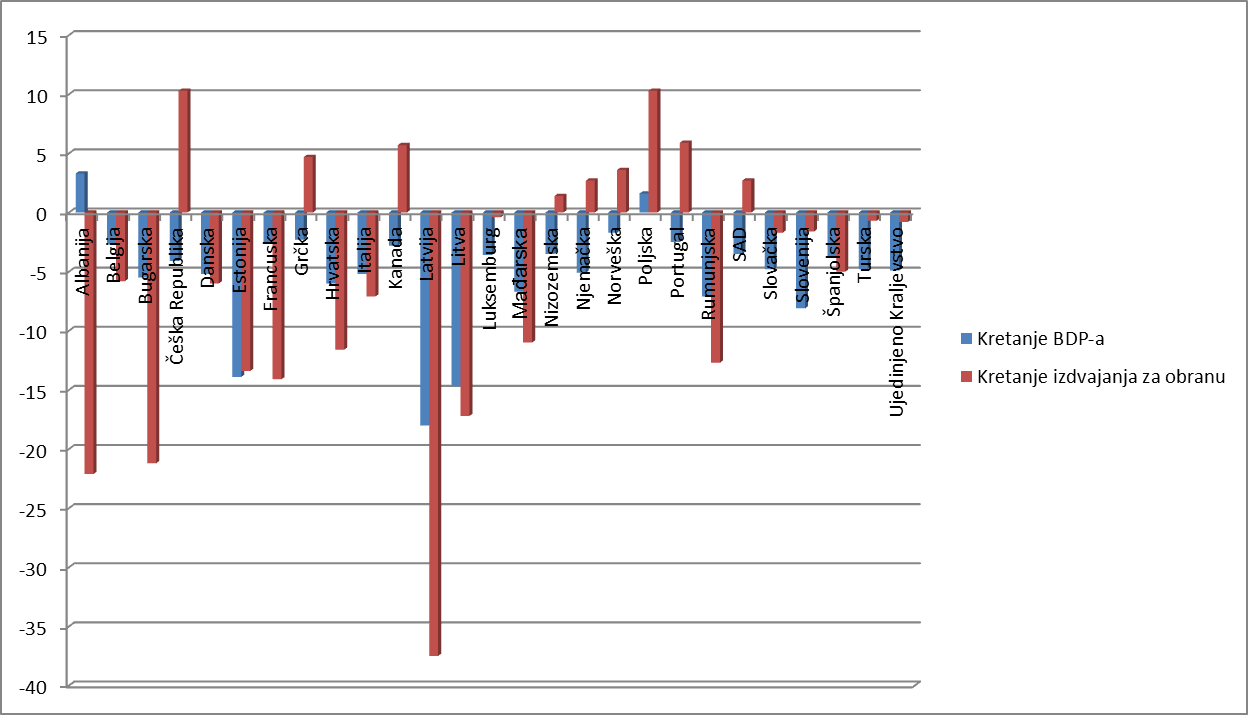 15
10
5
0
-5
-10
-15
-20
-25
-30
-35
-40
Albanija
Belgija
Bugarska
Češka Republika
Danska
Estonija
Francuska
Grčka
Hrvatska
Italija
Kanada
Latvija
Litva
Luksemburg
Mađarska
Nizozemska
Njemačka
Norveška
Poljska
Portugal
Rumunjska
SAD
Slovačka
Slovenija
Španjolska
Turska
Ujedinjeno Kraljevstvo
Kretanje BDP-a
Kretanje izdvajanja za obranu